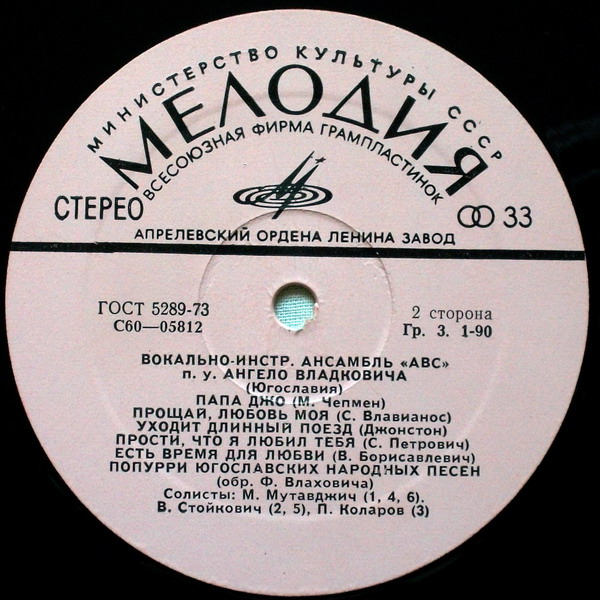 МИНИСТЕРСТВО КУЛЬТУРЫ СССР
МЕЛОДИЯ
ВСЕСОЮЗНАЯ ФИРМА ГРАМПЛАСТИНОК
СТЕРЕО
33
АПРЕЛЕВСКИЙ ОРДЕНА ЛЕНИНА ЗАВОД
ГОСТ 5289-73
2 сторона
С60—05812
Гр. 3. 1-90
ВОКАЛЬНО-ИНСТР. АНСАМБЛЬ «АВС»
п. у. АНГЕЛО ВЛАДКОВИЧА
(Югославия)
ПАПА ДЖО (М. Чепмен)
ПРОЩАЙ, ЛЮБОВЬ МОЯ (С. Влавианос)
УХОДИТ ДЛИННЫЙ ПОЕЗД (Джонстон)
ПРОСТИ, ЧТО Я ЛЮБИЛ ТЕБЯ (С. Петрович)
ЕСТЬ ВРЕМЯ ДЛЯ ЛЮБВИ (В. Борисавлевич)
ПОПУРРИ ЮГОСЛАВСКИХ НАРОДНЫХ ПЕСЕН
(обр. Ф. Влаховича)
Солисты: М. Мутавджич (1, 4, 6).
В. Стойкович (2, 5), П. Коларов (3)